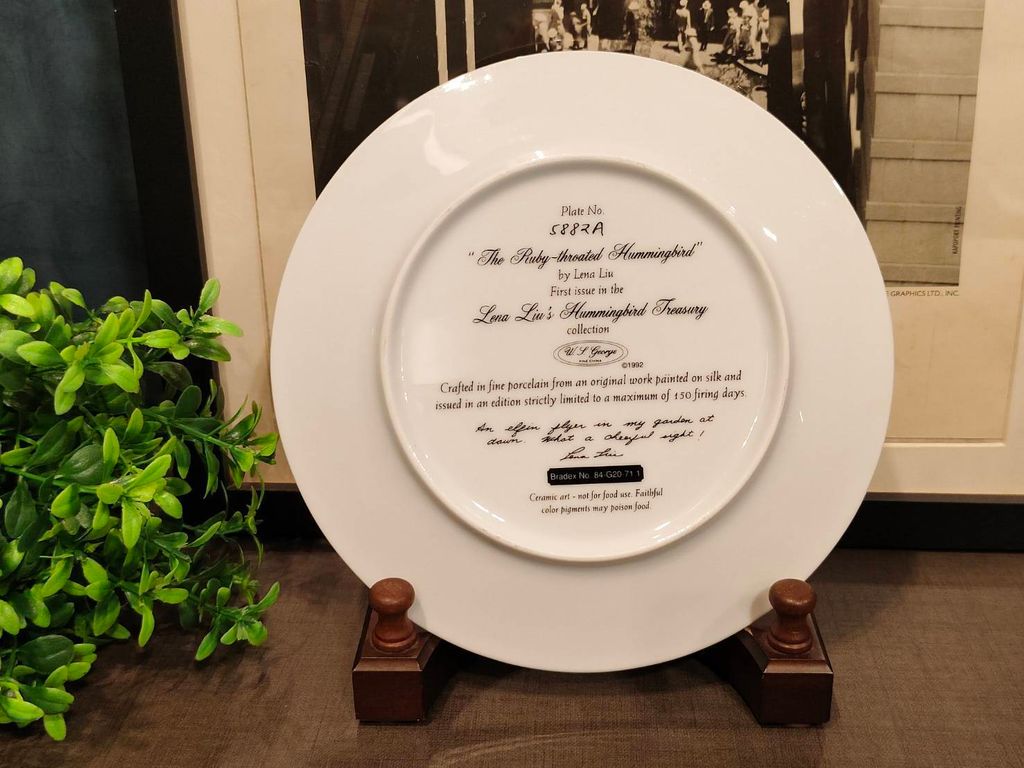 Plate No.
5882A
"The Ruby-throated Hummingbird"
by Lena Liu
First issue in the
Lena Liu's Hummingbird Treasury
collection
W. S. George
FINE CHINA
©1992
Crafted in fine porcelain from an original work painted on silk and
issued in an edition strictly limited to a maximum of 150 firing days.
An elfin flyer in my garden at
dawn. What a cheerful sight!
Lena Liu
Bradex No. 84-G20-71.1
Ceramic art - not for food use. Faithful
color pigments may poison food.
GRAPHICS LTD., INC.